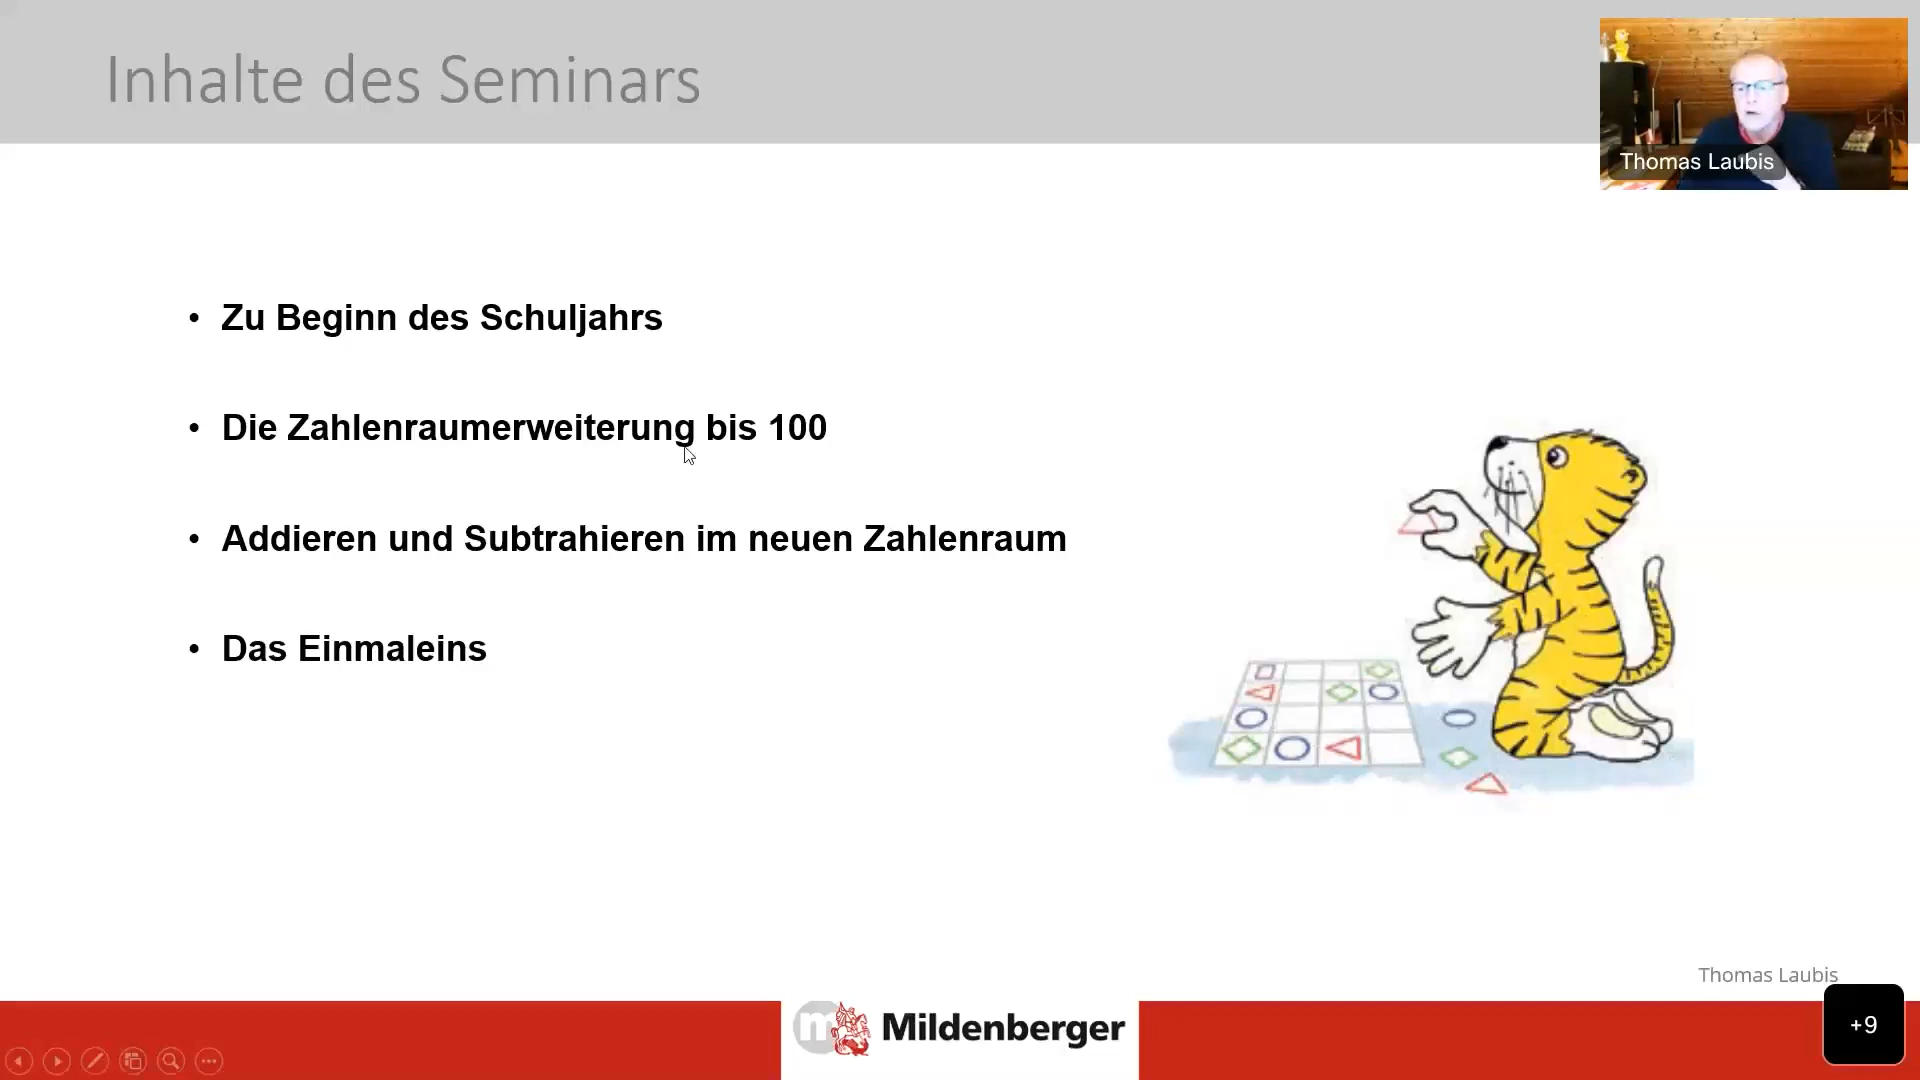 Inhalte des Seminars
Thomas Laubis
• Zu Beginn des Schuljahrs
• Die Zahlenraumerweiterung bis 100
• Addieren und Subtrahieren im neuen Zahlenraum
• Das Einmaleins
Thomas Laubis
m Mildenberger
+9